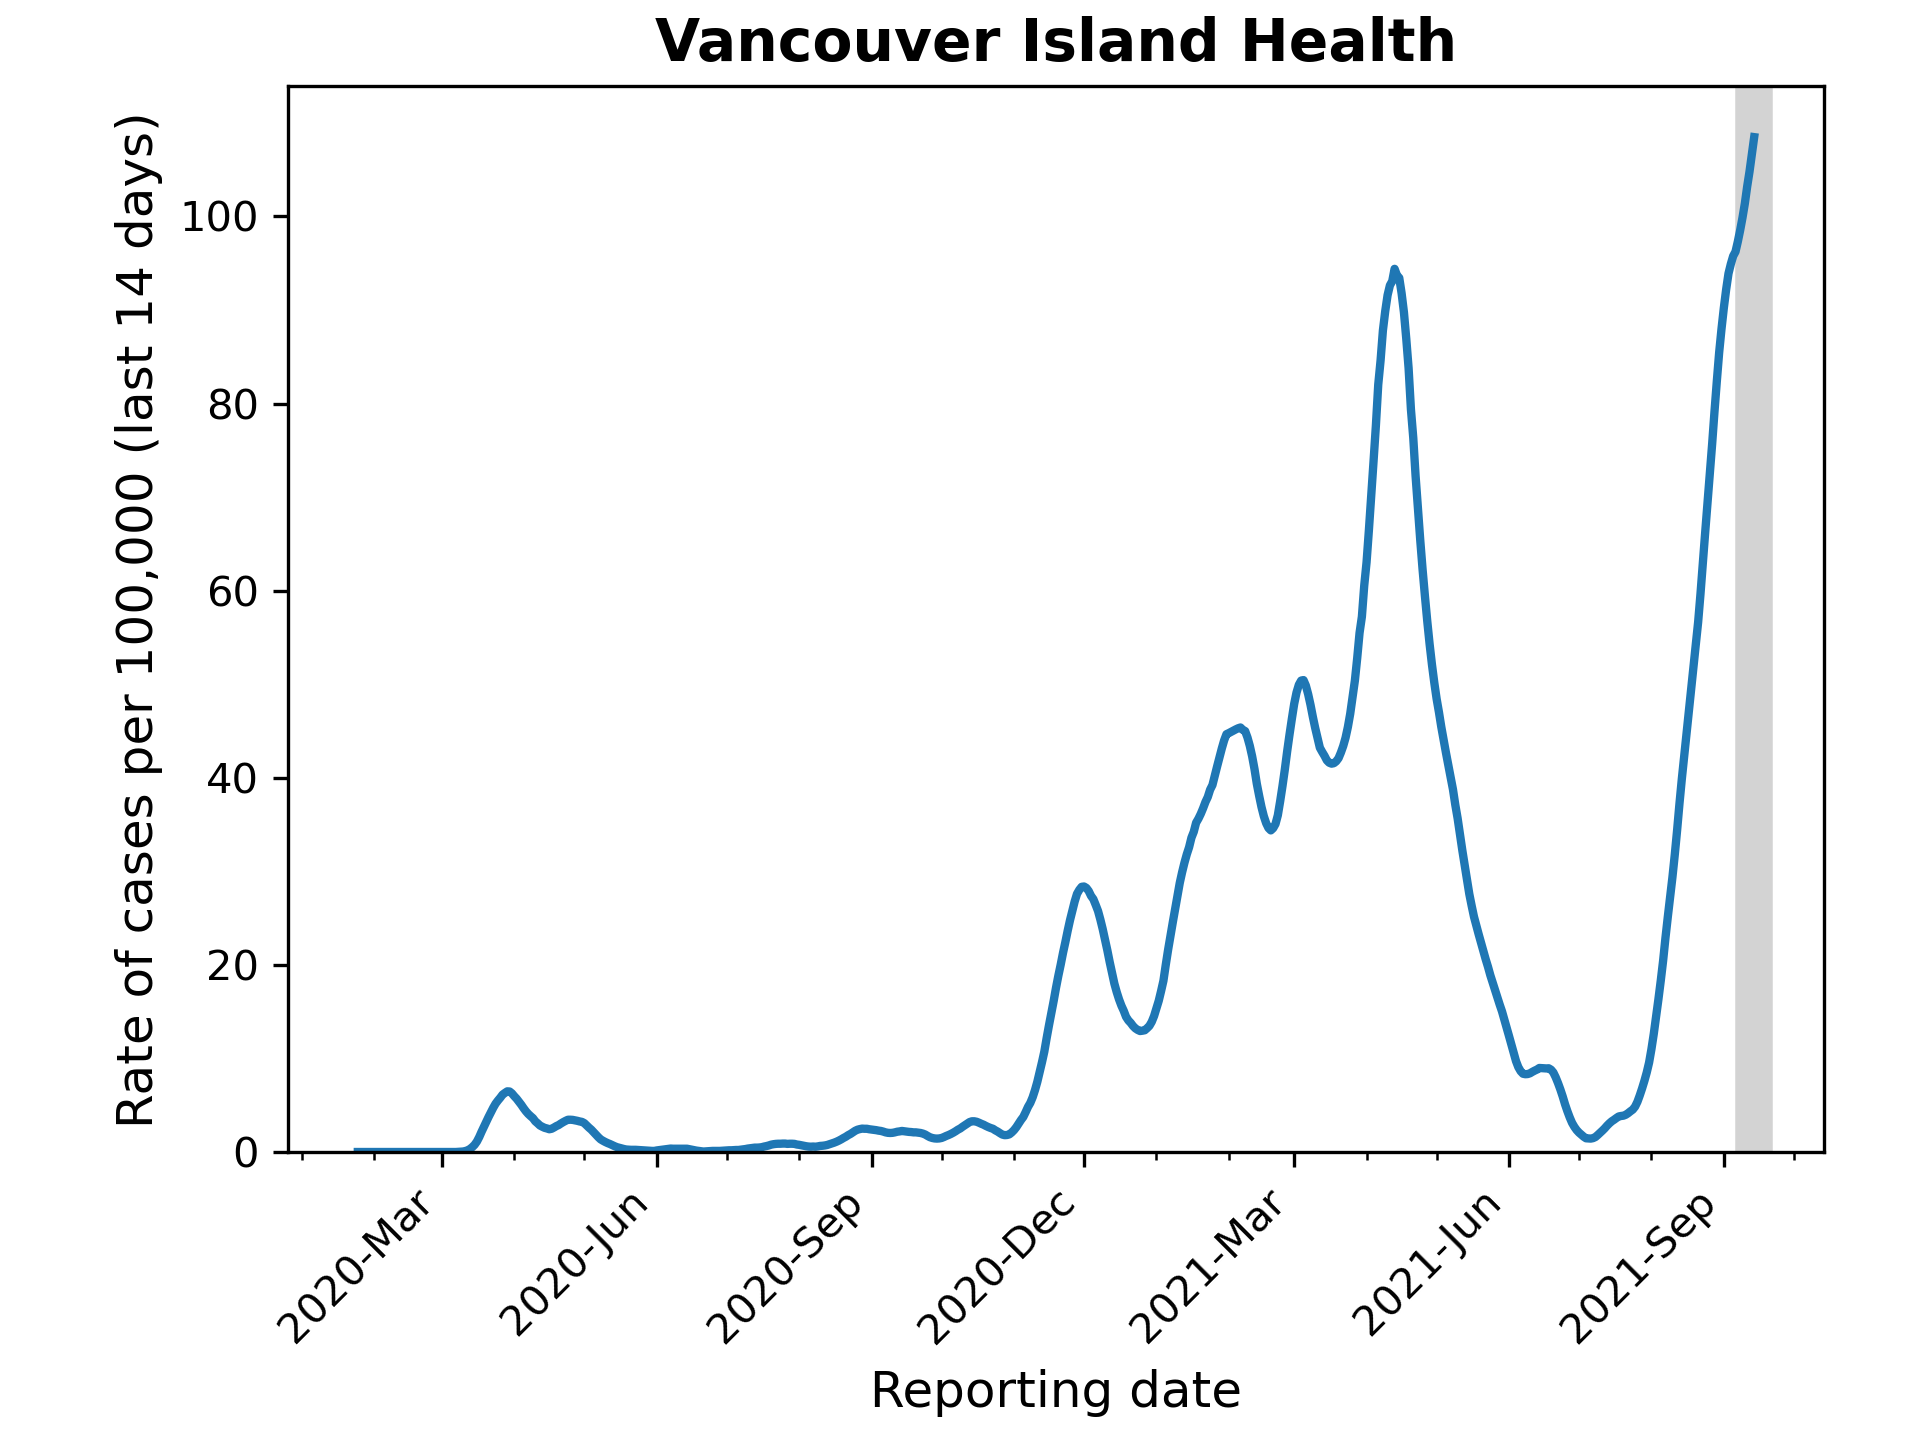 Vancouver Island Health
Rate of cases per 100,000 (last 14 days)
100
80
60
40
20
0
2020-Mar
2020-Jun
2020-Sep
2020-Dec
2021-Mar
2021-Jun
2021-Sep
Reporting date